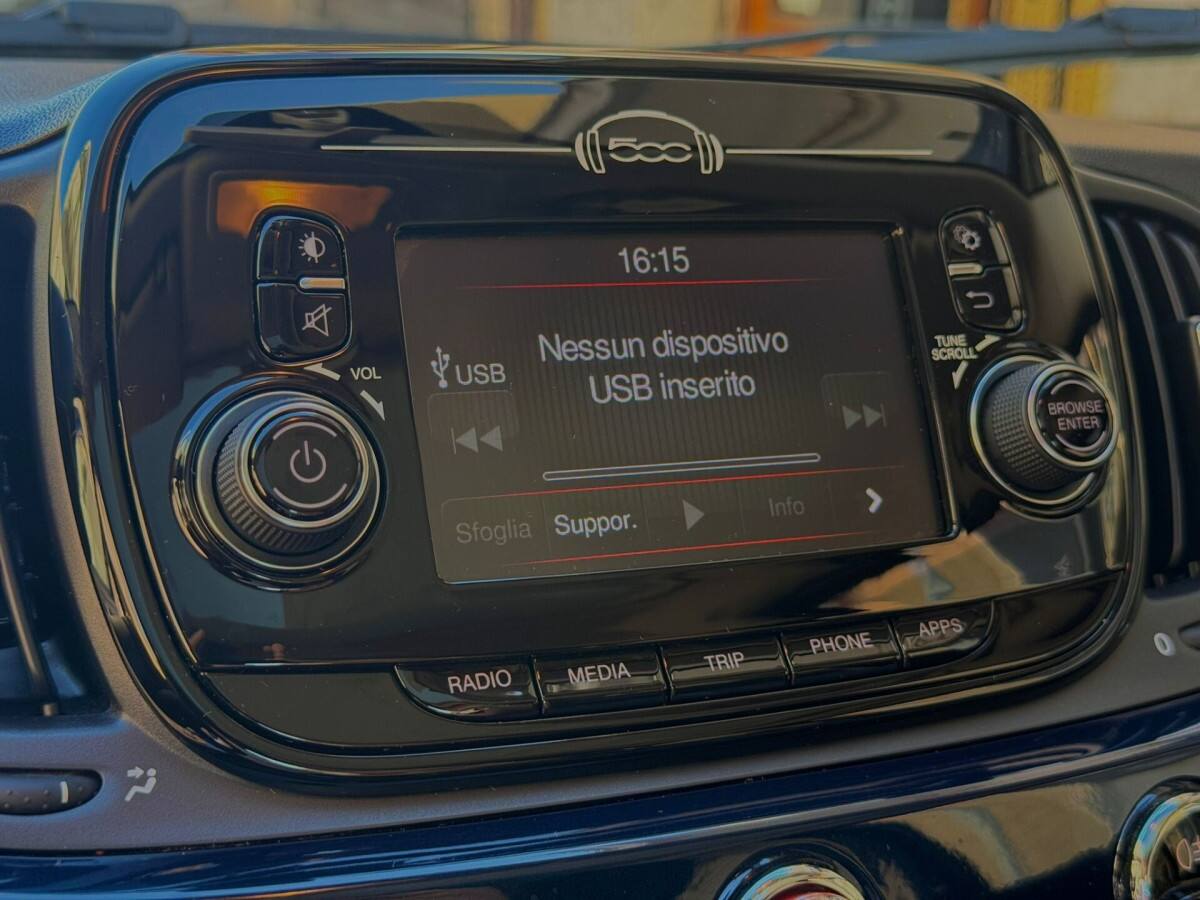 500
16:15
Nessun dispositivo
USB inserito
USB
VOL
TUNE
SCROLL
BROWSE
ENTER
Sfoglia
Suppor.
Info
RADIO
MEDIA
TRIP
PHONE
APPS
0